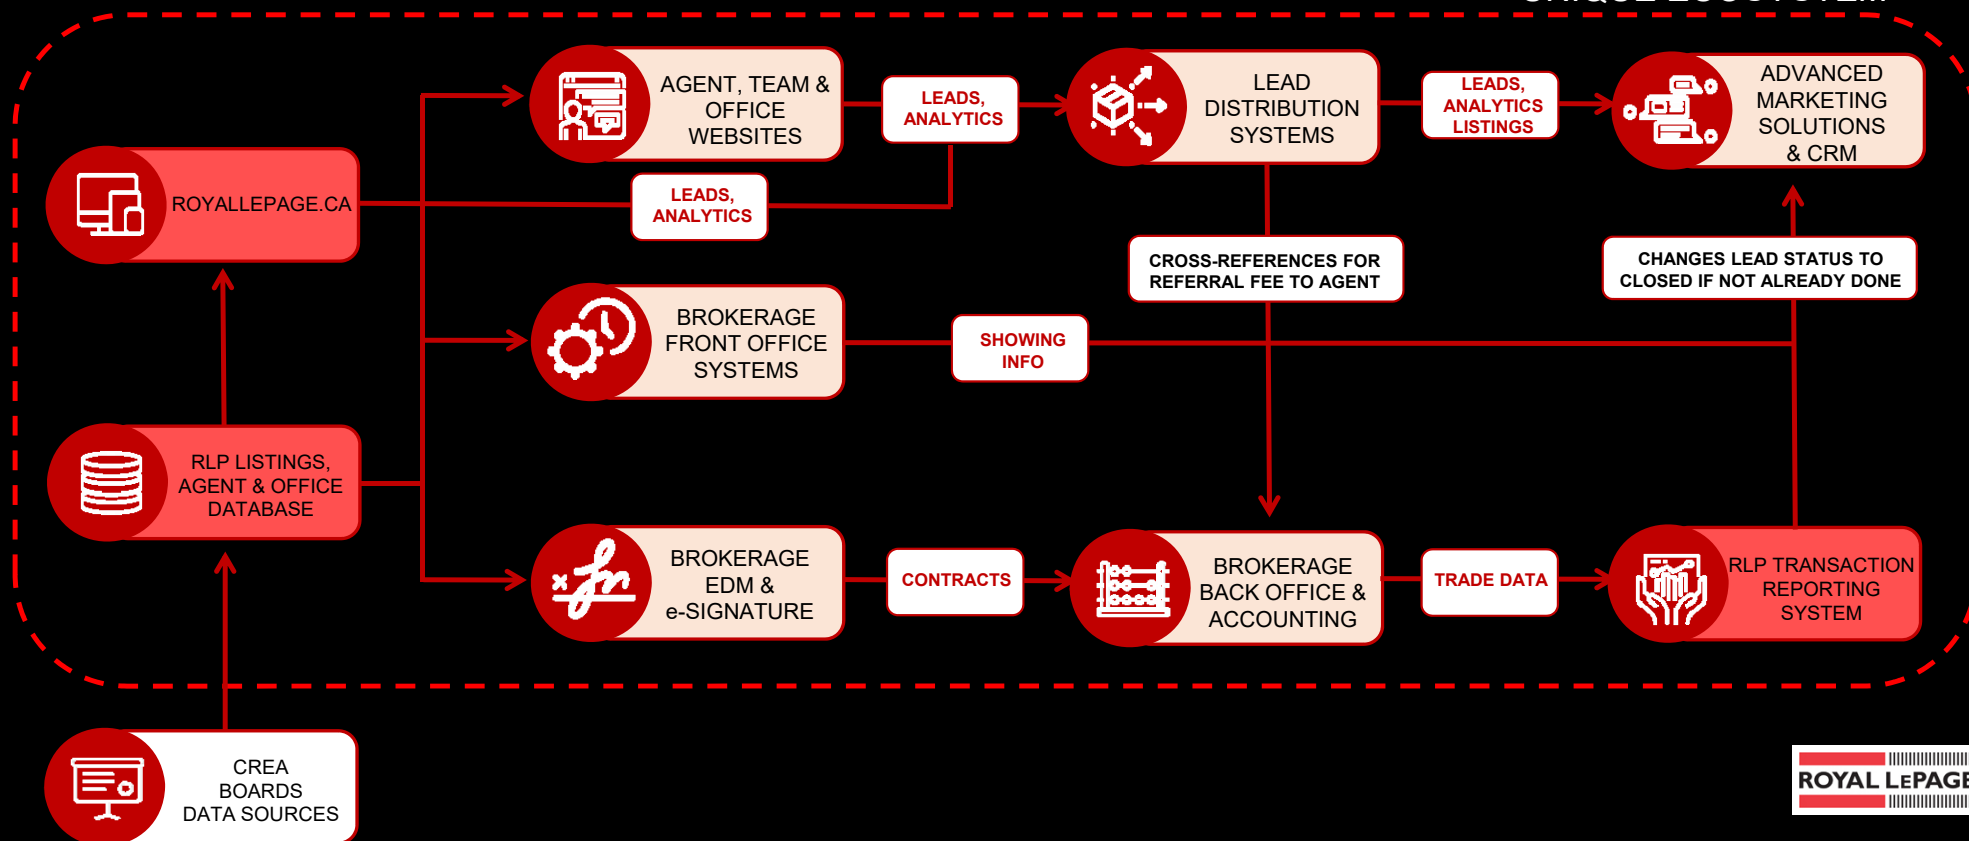 UNIQUE ECOSYSTEM
AGENT, TEAM &
OFFICE
WEBSITES
LEADS,
ANALYTICS
LEAD
DISTRIBUTION
SYSTEMS
LEADS,
ANALYTICS
LISTINGS
ADVANCED
MARKETING
SOLUTIONS
& CRM
ROYALLEPAGE.CA
LEADS,
ANALYTICS
CROSS-REFERENCES FOR
REFERRAL FEE TO AGENT
CHANGES LEAD STATUS TO
CLOSED IF NOT ALREADY DONE
BROKERAGE
FRONT OFFICE
SYSTEMS
SHOWING
INFO
RLP LISTINGS,
AGENT & OFFICE
DATABASE
BROKERAGE
EDM &
e-SIGNATURE
CONTRACTS
BROKERAGE
BACK OFFICE &
ACCOUNTING
TRADE DATA
RLP TRANSACTION
REPORTING
SYSTEM
CREA
BOARDS
DATA SOURCES
ROYAL LEPAGE